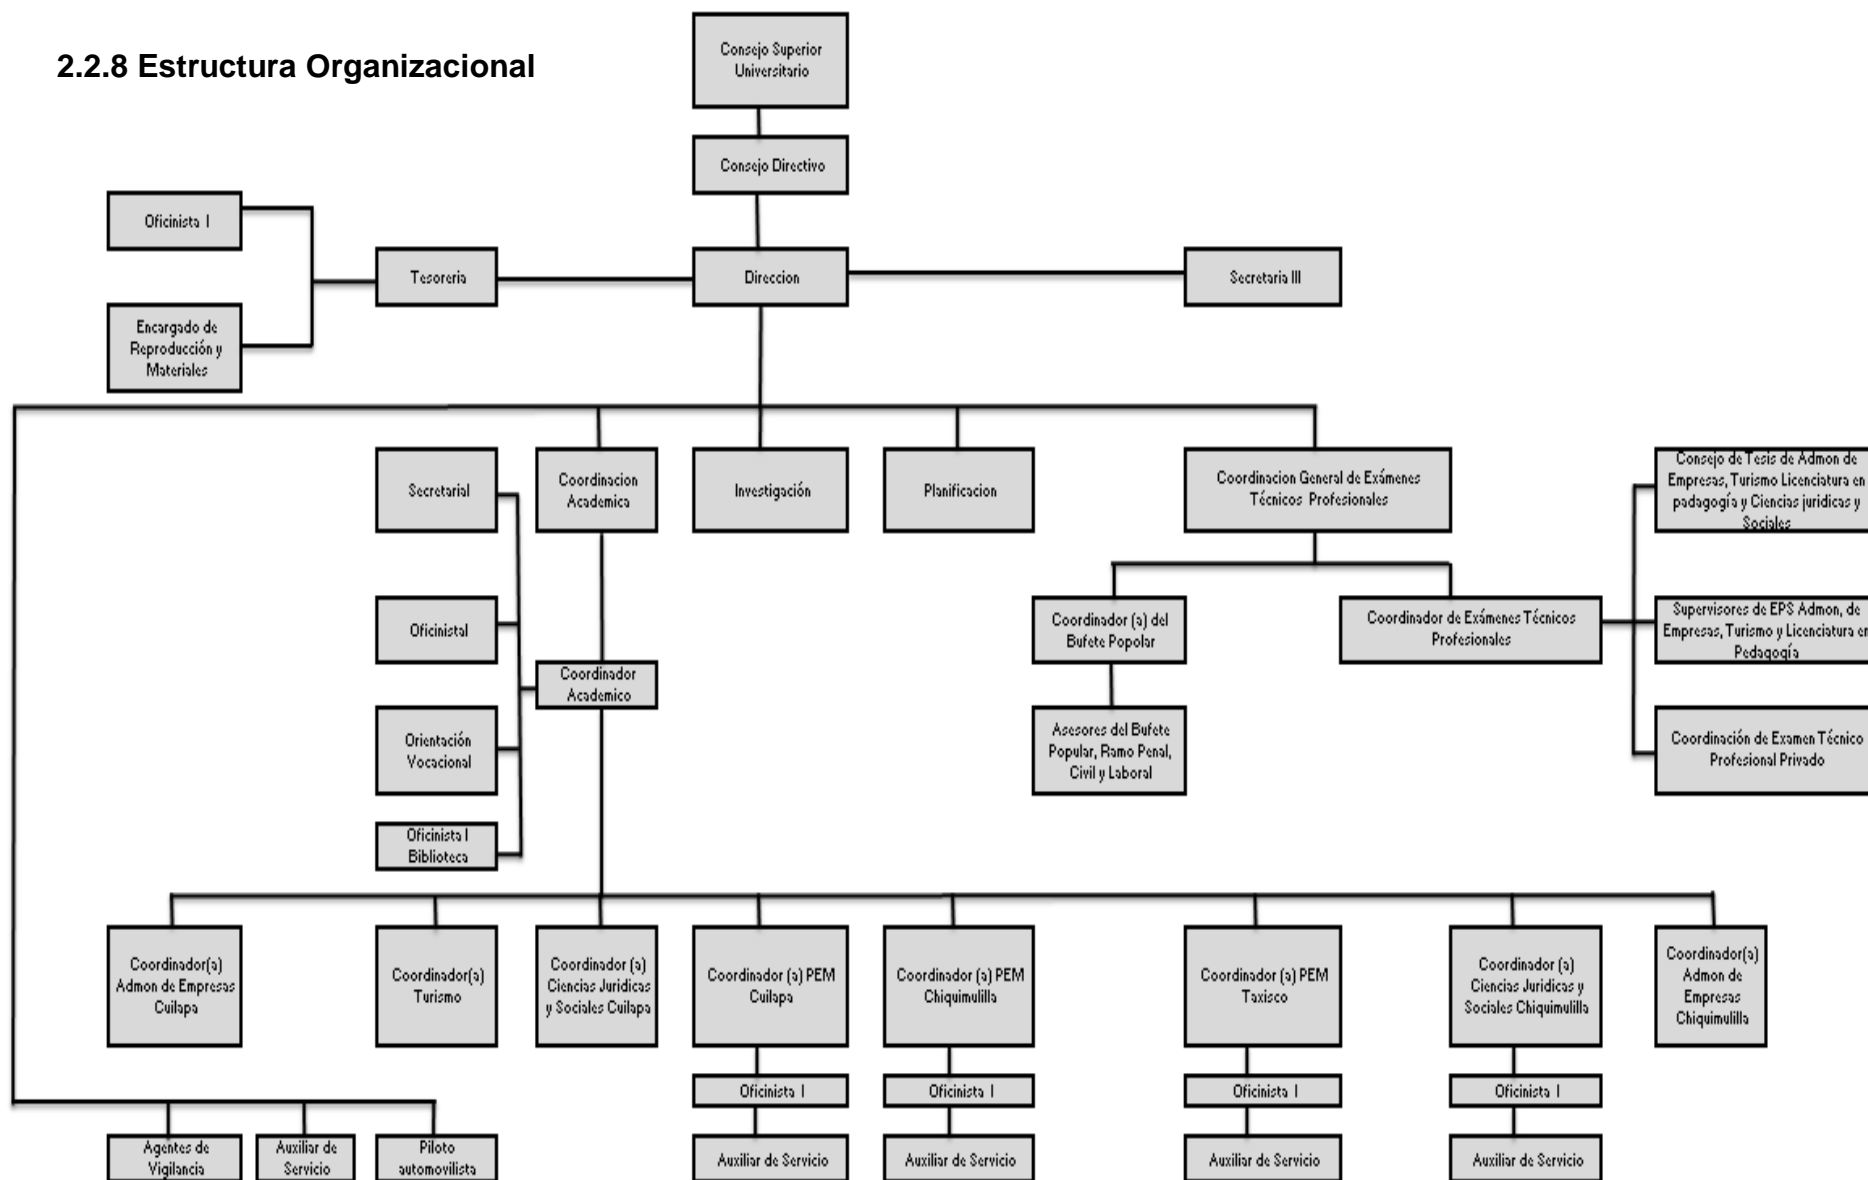 2.2.8 Estructura Organizacional
Consejo Superior
Universitario
Consejo Directivo
Oficinista I
Tesoreria
Direccion
Secretaria III
Encargado de
Reproducción y
Materiales
Secretarial
Coordinacion
Academica
Investigación
Planificacion
Coordinacion General de Exámenes
Técnicos Profesionales
Consejo de Tesis de Admon de
Empresas, Turismo Licenciatura en
padagogía y Ciencias juridicas y
Sociales
Oficinistal
Coordinador (a) del
Bufete Popolar
Coordinador de Exámenes Técnicos
Profesionales
Supervisores de EPS Admon, de
Empresas, Turismo y Licenciatura en
Pedagogía
Coordinador
Academico
Orientación
Vocacional
Asesores del Bufete
Popular, Ramo Penal,
Civil y Laboral
Coordinación de Examen Técnico
Profesional Privado
Oficinista I
Biblioteca
Coordinador(a)
Admon de Empresas
Cuilapa
Coordinador(a)
Turismo
Coordinador (a)
Ciencias Juridicas
y Sociales Cuilapa
Coordinador (a) PEM
Cuilapa
Coordinador (a) PEM
Chiquimulilla
Coordinador (a) PEM
Taxisco
Coordinador (a)
Ciencias Juridicas y
Sociales Chiquimulilla
Coordinador(a)
Admon de
Empresas
Chiquimulilla
Oficinista I
Oficinista I
Oficinista I
Oficinista I
Agentes de
Vigilancia
Auxiliar de
Servicio
Piloto
automovilista
Auxiliar de Servicio
Auxiliar de Servicio
Auxiliar de Servicio
Auxiliar de Servicio